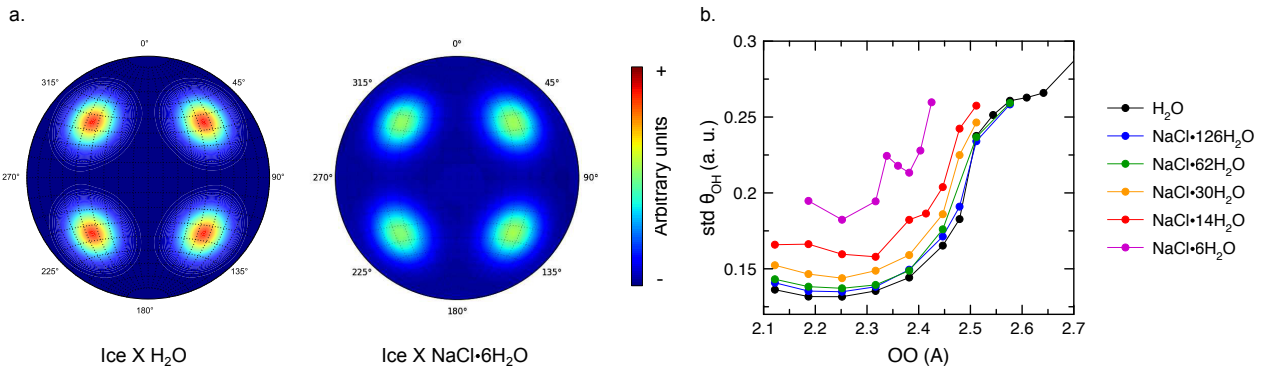 a.
0°
45°
90°
135°
180°
225°
270°
315°
Ice X H₂O
0°
45°
90°
135°
180°
225°
270°
315°
Ice X NaCl•6H₂O
+
Arbitrary units
-
b.
0.3
0.25
0.2
0.15
std θ_OH (a. u.)
2.1 2.2 2.3 2.4 2.5 2.6 2.7
OO (A)
H₂O
NaCl•126H₂O
NaCl•62H₂O
NaCl•30H₂O
NaCl•14H₂O
NaCl•6H₂O